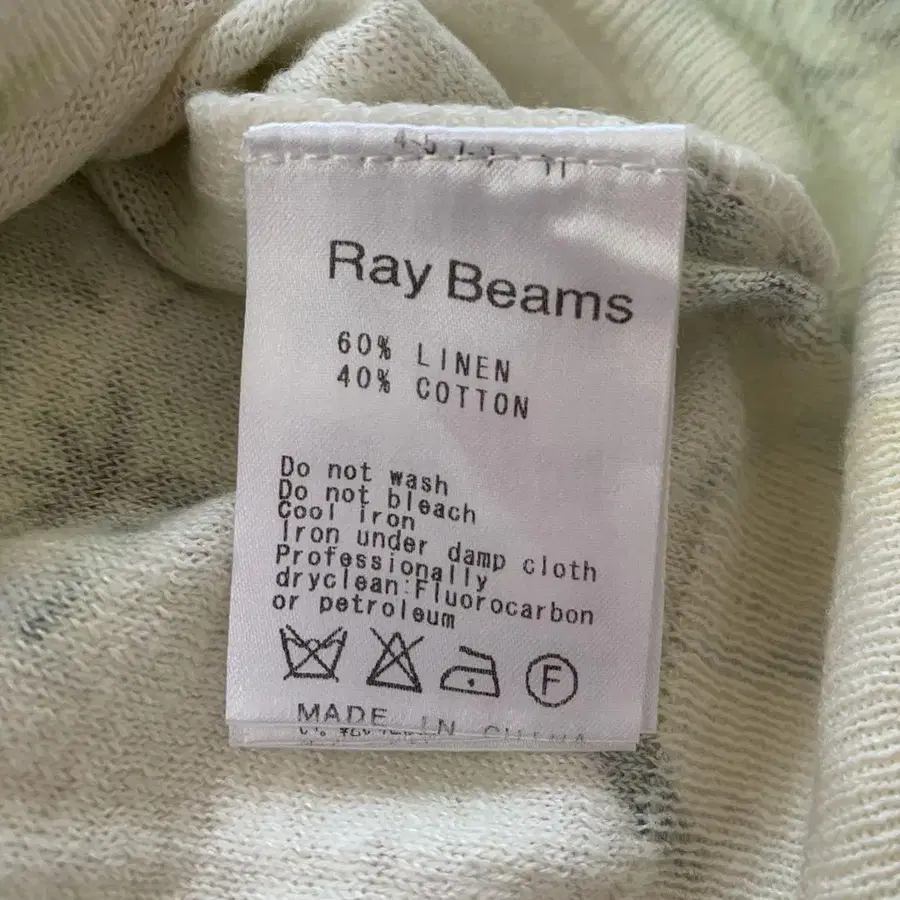 Ray Beams
60% LINEN
40% COTTON
Do not wash
Do not bleach
Cool iron
Iron under damp cloth
Professionally
dryclean:Fluorocarbon
or petroleum
F
MADE IN CHINA